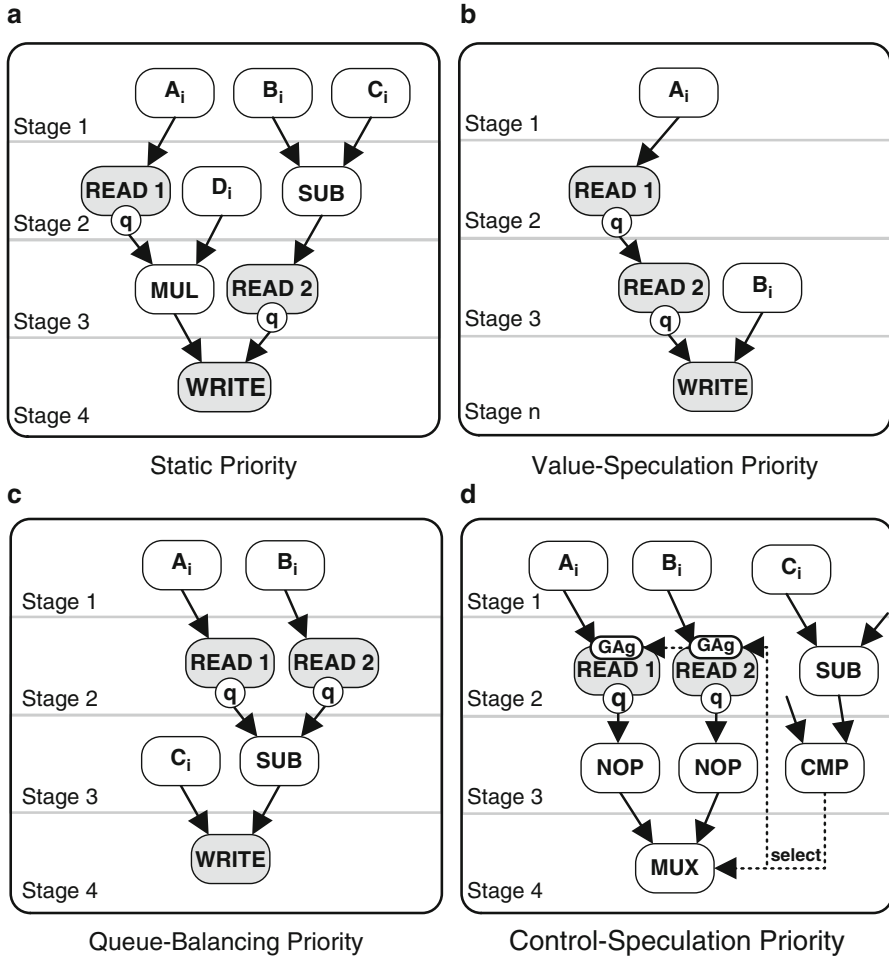 a
A_i B_i C_i
Stage 1
READ 1 D_i SUB
q
Stage 2
MUL READ 2
q
Stage 3
WRITE
Stage 4
Static Priority
b
A_i
Stage 1
READ 1
q
Stage 2
READ 2 B_i
q
Stage 3
WRITE
Stage n
Value-Speculation Priority
c
A_i B_i
Stage 1
READ 1 READ 2
q q
Stage 2
C_i SUB
Stage 3
WRITE
Stage 4
Queue-Balancing Priority
d
A_i B_i C_i
Stage 1
GAg GAg
READ 1 READ 2 SUB
q q
Stage 2
NOP NOP CMP
Stage 3
select
MUX
Stage 4
Control-Speculation Priority